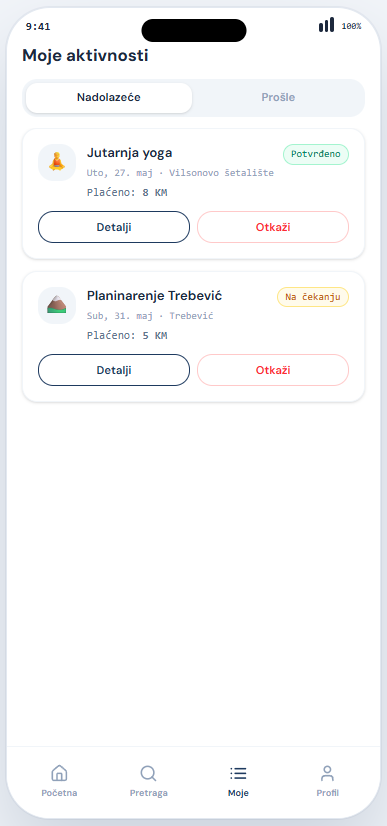 9:41
100%
Moje aktivnosti
Nadolazeće Prošle
Jutarnja yoga
Potvrđeno
Uto, 27. maj · Vilsonovo šetalište
Plaćeno: 8 KM
Detalji Otkaži
Planinarenje Trebević
Na čekanju
Sub, 31. maj · Trebević
Plaćeno: 5 KM
Detalji Otkaži
Početna Pretraga Moje Profil